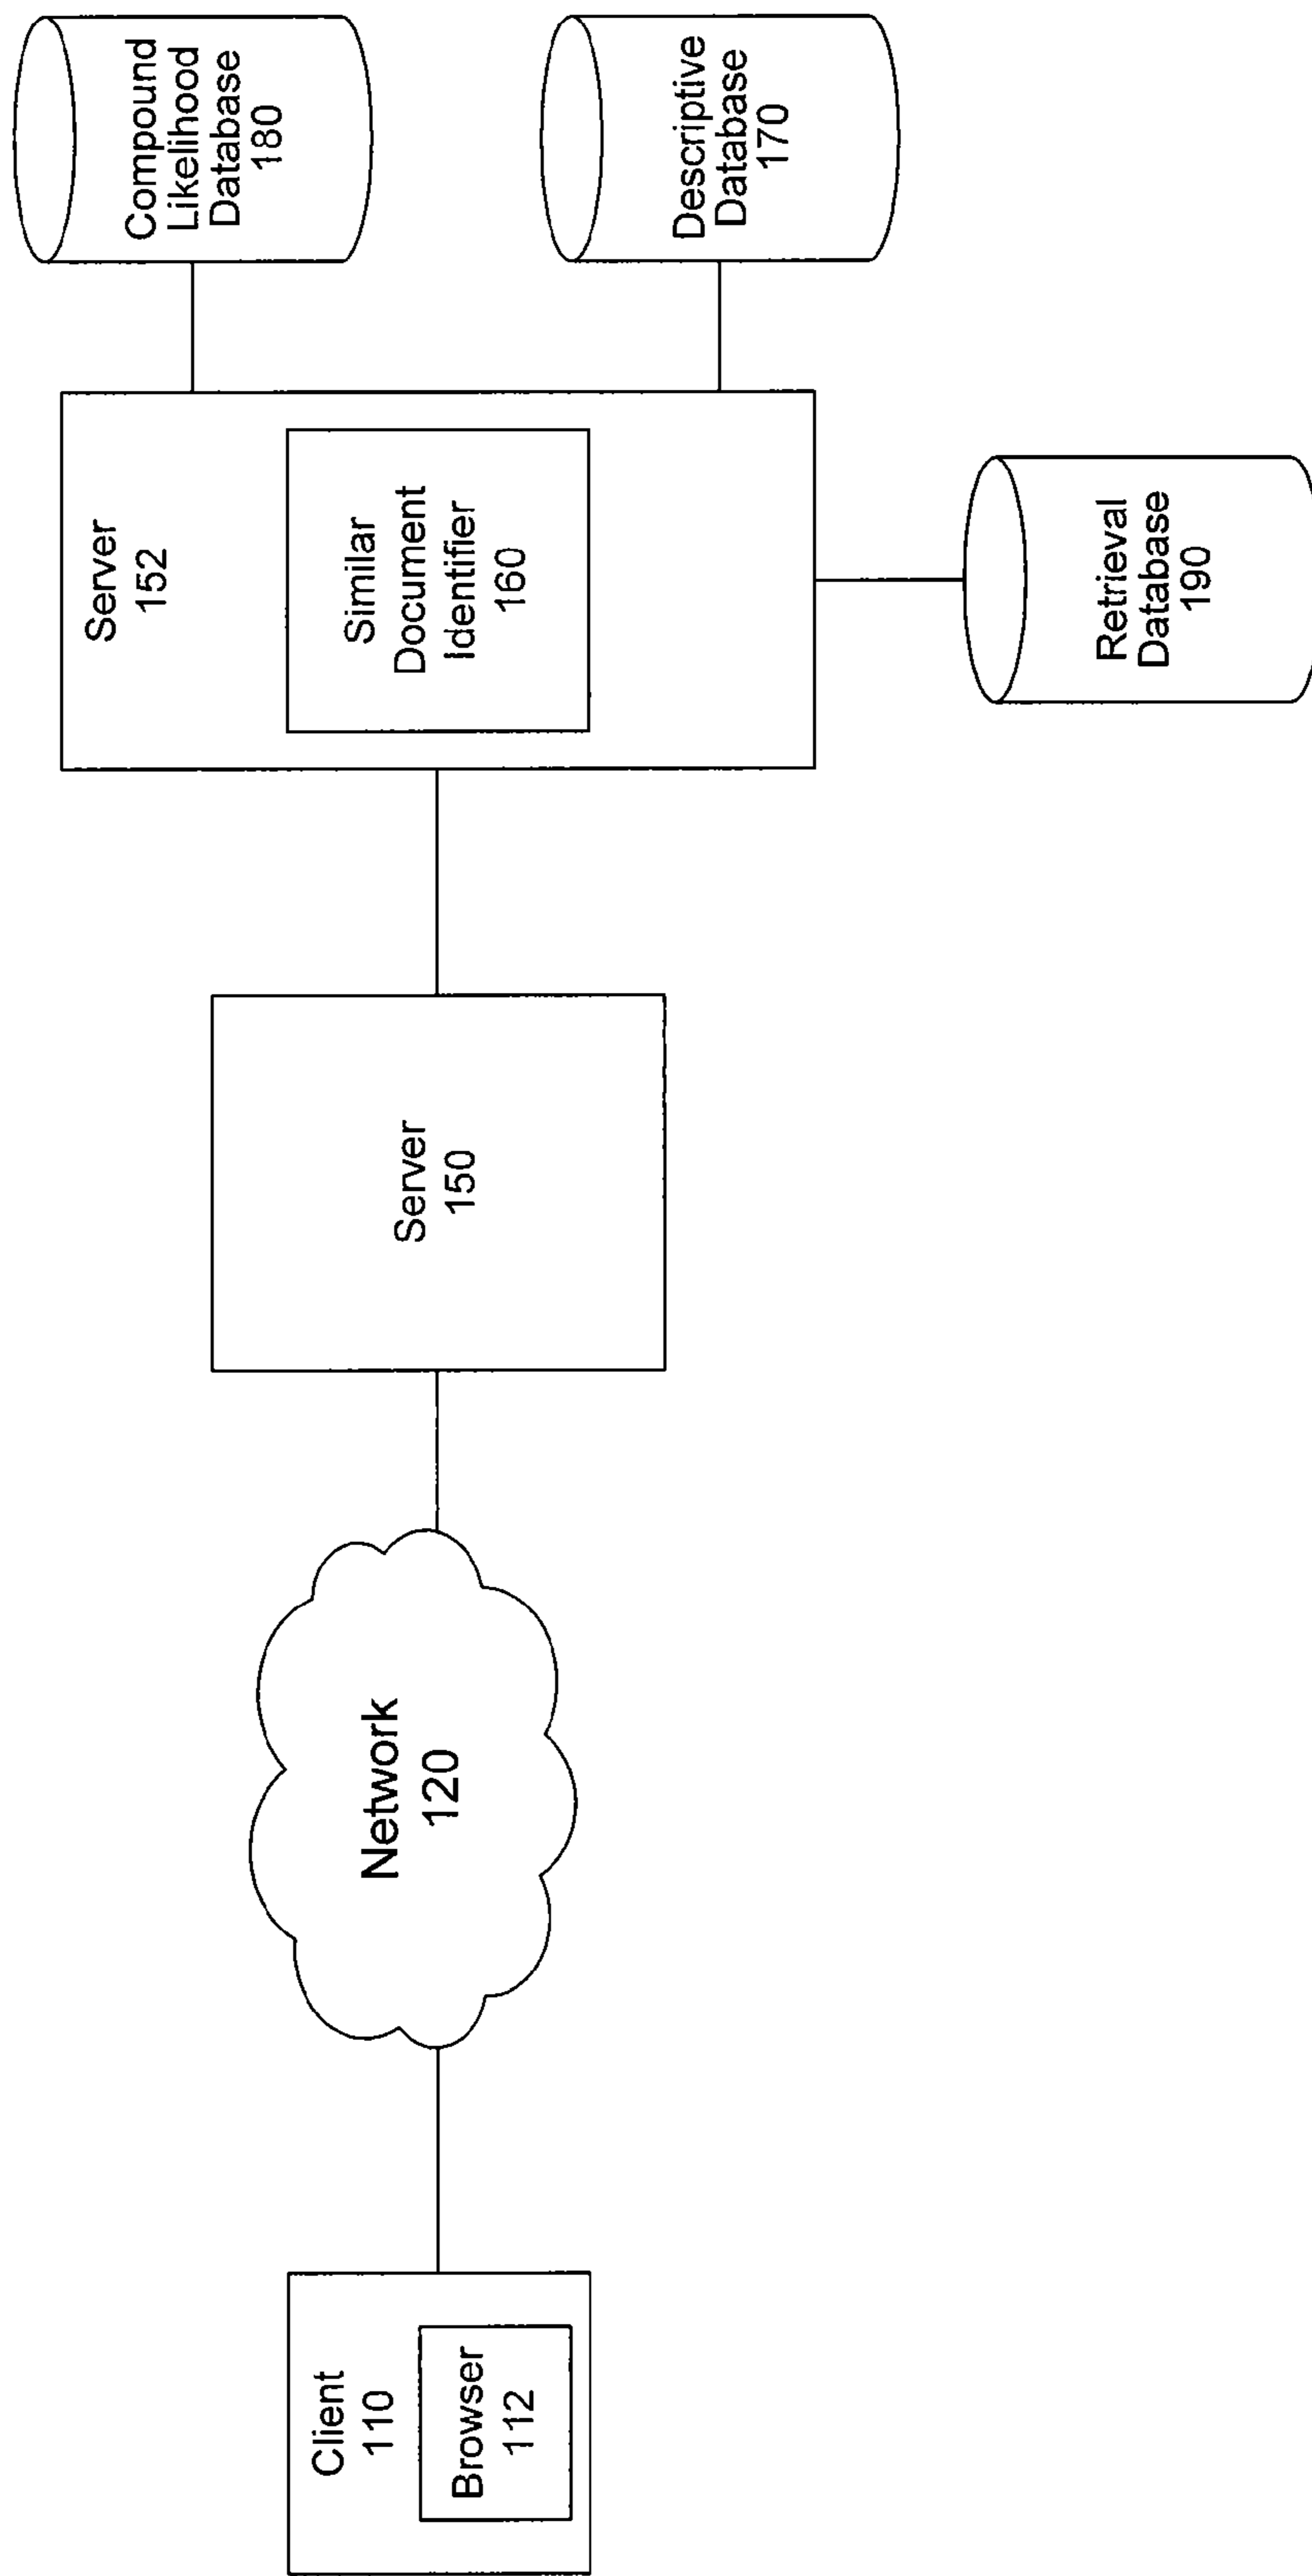 Client
110
Browser
112
Network
120
Server
150
Server
152
Similar
Document
Identifier
160
Compound
Likelihood
Database
180
Descriptive
Database
170
Retrieval
Database
190